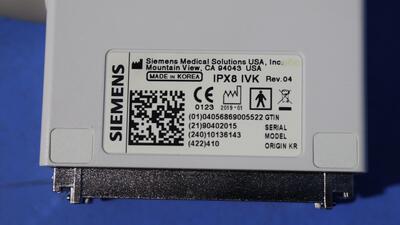 SIEMENS
Siemens Medical Solutions USA, Inc.
Mountain View, CA 94043 USA
MADE IN KOREA IPX8 IVK Rev.04
CE
0123 2019-01
(01)04056869005522 GTIN
(21)90402015 SERIAL
(240)10136143 MODEL
(422)410 ORIGIN KR